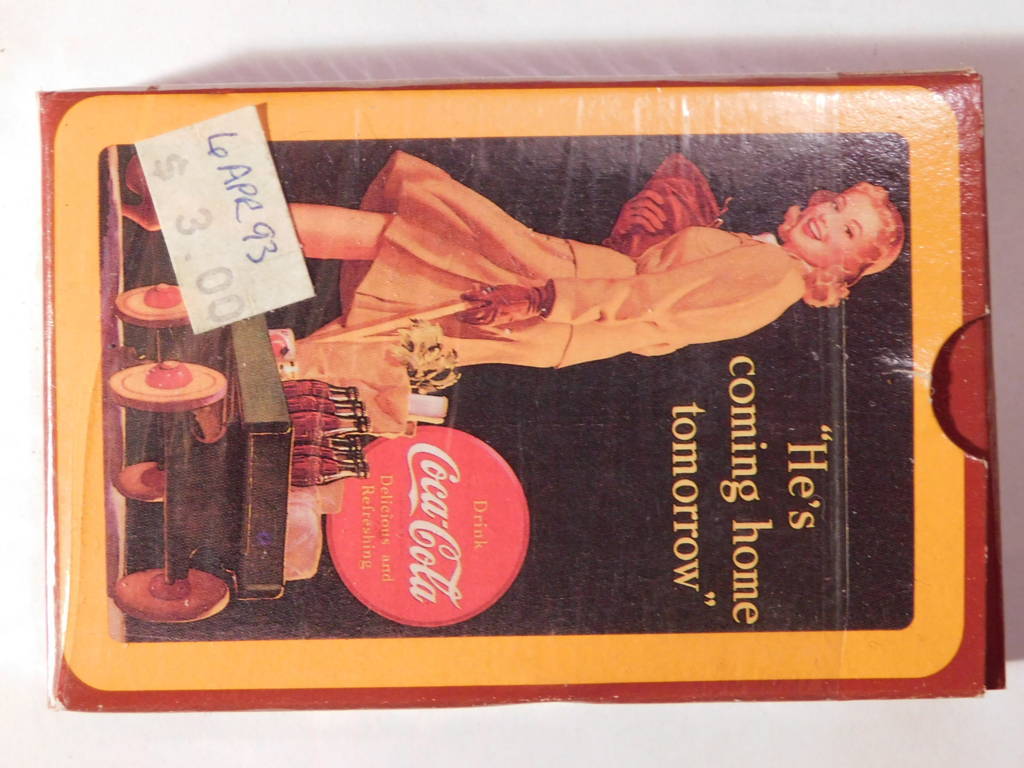 “He’s
coming home
tomorrow”
Drink
Coca-Cola
Delicious and
Refreshing
6 APR 93
$ 3.00